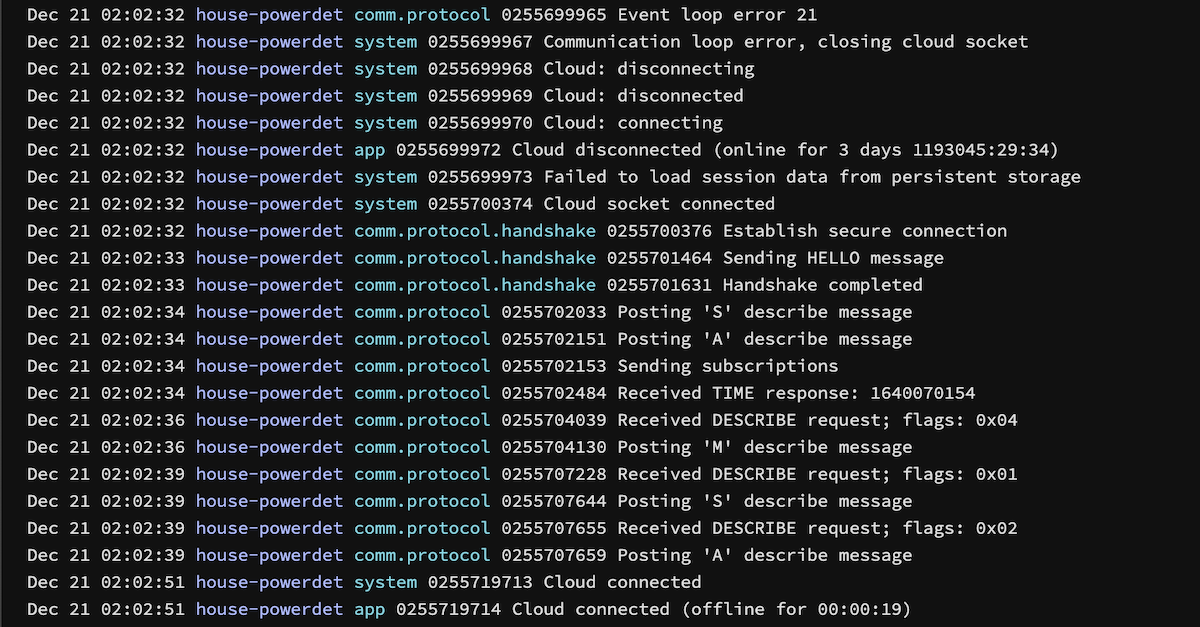 Dec 21 02:02:32 house-powerdet comm.protocol 0255699965 Event loop error 21
Dec 21 02:02:32 house-powerdet system 0255699967 Communication loop error, closing cloud socket
Dec 21 02:02:32 house-powerdet system 0255699968 Cloud: disconnecting
Dec 21 02:02:32 house-powerdet system 0255699969 Cloud: disconnected
Dec 21 02:02:32 house-powerdet system 0255699970 Cloud: connecting
Dec 21 02:02:32 house-powerdet app 0255699972 Cloud disconnected (online for 3 days 1193045:29:34)
Dec 21 02:02:32 house-powerdet system 0255699973 Failed to load session data from persistent storage
Dec 21 02:02:32 house-powerdet system 0255700374 Cloud socket connected
Dec 21 02:02:32 house-powerdet comm.protocol.handshake 0255700376 Establish secure connection
Dec 21 02:02:33 house-powerdet comm.protocol.handshake 0255701464 Sending HELLO message
Dec 21 02:02:33 house-powerdet comm.protocol.handshake 0255701631 Handshake completed
Dec 21 02:02:34 house-powerdet comm.protocol 0255702033 Posting 'S' describe message
Dec 21 02:02:34 house-powerdet comm.protocol 0255702151 Posting 'A' describe message
Dec 21 02:02:34 house-powerdet comm.protocol 0255702153 Sending subscriptions
Dec 21 02:02:34 house-powerdet comm.protocol 0255702484 Received TIME response: 1640070154
Dec 21 02:02:36 house-powerdet comm.protocol 0255704039 Received DESCRIBE request; flags: 0x04
Dec 21 02:02:36 house-powerdet comm.protocol 0255704130 Posting 'M' describe message
Dec 21 02:02:39 house-powerdet comm.protocol 0255707228 Received DESCRIBE request; flags: 0x01
Dec 21 02:02:39 house-powerdet comm.protocol 0255707644 Posting 'S' describe message
Dec 21 02:02:39 house-powerdet comm.protocol 0255707655 Received DESCRIBE request; flags: 0x02
Dec 21 02:02:39 house-powerdet comm.protocol 0255707659 Posting 'A' describe message
Dec 21 02:02:51 house-powerdet system 0255719713 Cloud connected
Dec 21 02:02:51 house-powerdet app 0255719714 Cloud connected (offline for 00:00:19)